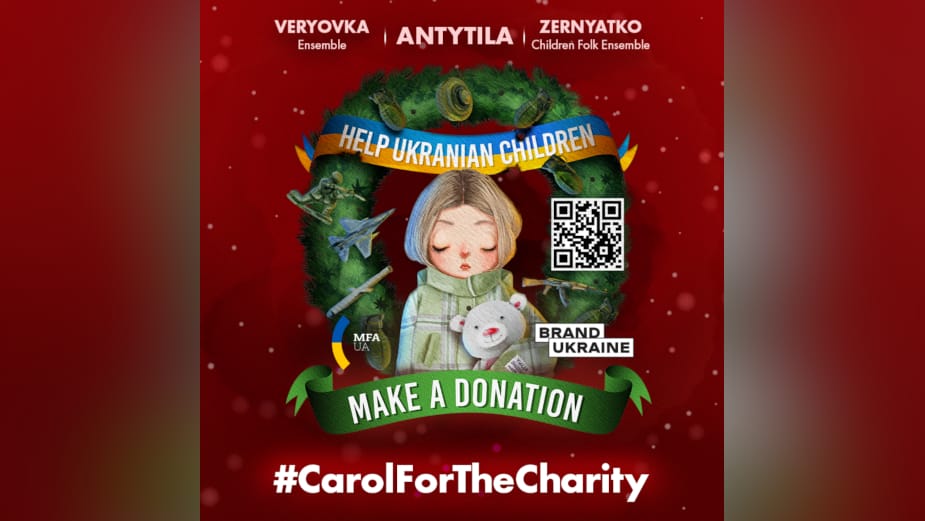 VERYOVKA
Ensemble
ANTYTILA
ZERNYATKO
Children Folk Ensemble
HELP UKRANIAN CHILDREN
MFA
UA
BRAND
UKRAINE
MAKE A DONATION
#CarolForTheCharity